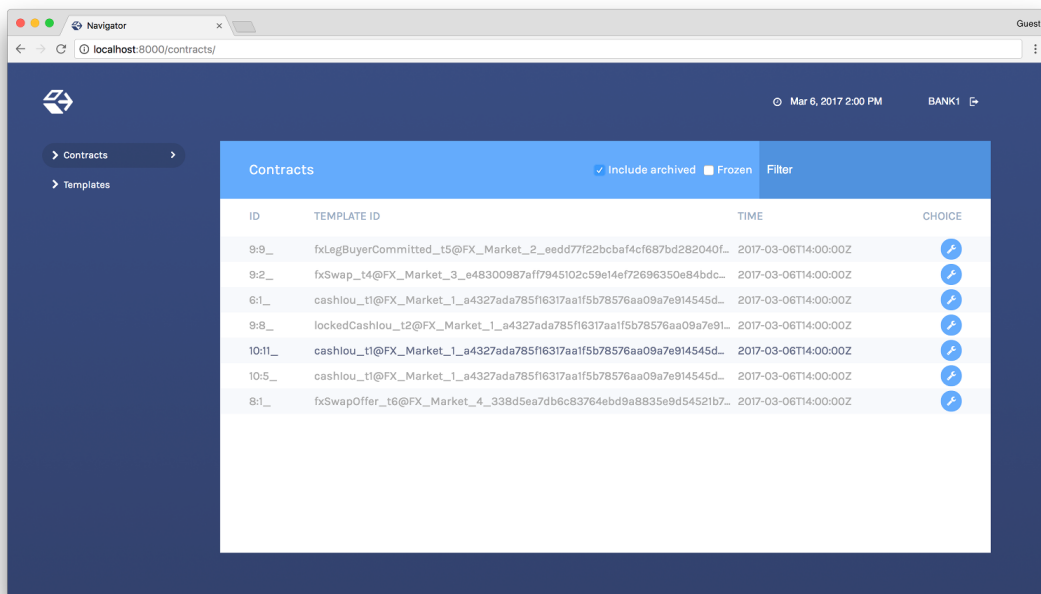 Navigator
Guest
localhost:8000/contracts/
Mar 6, 2017 2:00 PM
BANK1
Contracts
Templates
Contracts
Include archived
Frozen
Filter
ID TEMPLATE ID TIME CHOICE
9:9_ fxLegBuyerCommitted_t5@FX_Market_2_eedd77f22bcbaf4cf687bd282040f... 2017-03-06T14:00:00Z
9:2_ fxSwap_t4@FX_Market_3_e48300987aff7945102c59e14ef72696350e84bdc... 2017-03-06T14:00:00Z
6:1_ cashIou_t1@FX_Market_1_a4327ada785f16317aa1f5b78576aa09a7e914545d... 2017-03-06T14:00:00Z
9:8_ lockedCashIou_t2@FX_Market_1_a4327ada785f16317aa1f5b78576aa09a7e91... 2017-03-06T14:00:00Z
10:11_ cashIou_t1@FX_Market_1_a4327ada785f16317aa1f5b78576aa09a7e914545d... 2017-03-06T14:00:00Z
10:5_ cashIou_t1@FX_Market_1_a4327ada785f16317aa1f5b78576aa09a7e914545d... 2017-03-06T14:00:00Z
8:1_ fxSwapOffer_t6@FX_Market_4_338d5ea7db6c83764ebd9a8835e9d54521b7... 2017-03-06T14:00:00Z